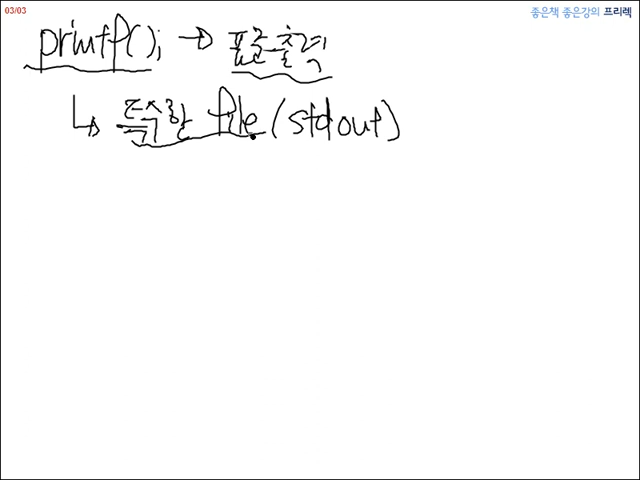 03/03
좋은책 좋은강의 프리렉
printf(); → 표준출력
↳ 특수한 file (stdout)